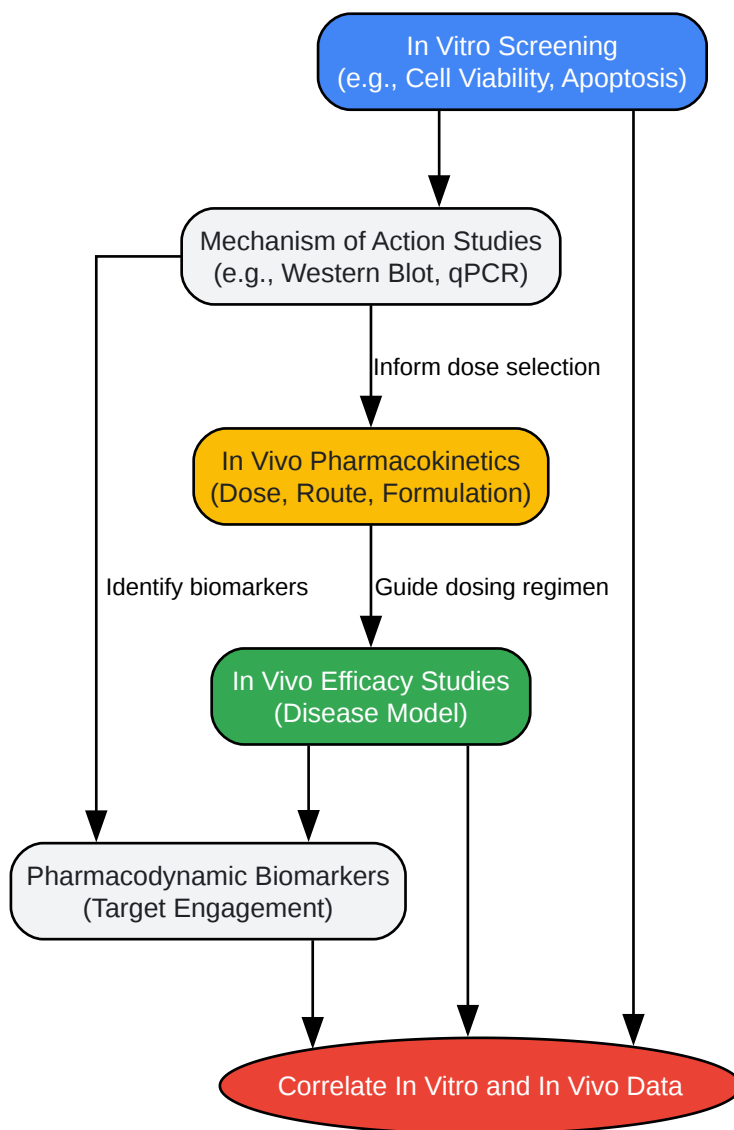 In Vitro Screening
(e.g., Cell Viability, Apoptosis)
Mechanism of Action Studies
(e.g., Western Blot, qPCR)
Inform dose selection
In Vivo Pharmacokinetics
(Dose, Route, Formulation)
Identify biomarkers
Guide dosing regimen
In Vivo Efficacy Studies
(Disease Model)
Pharmacodynamic Biomarkers
(Target Engagement)
Correlate In Vitro and In Vivo Data